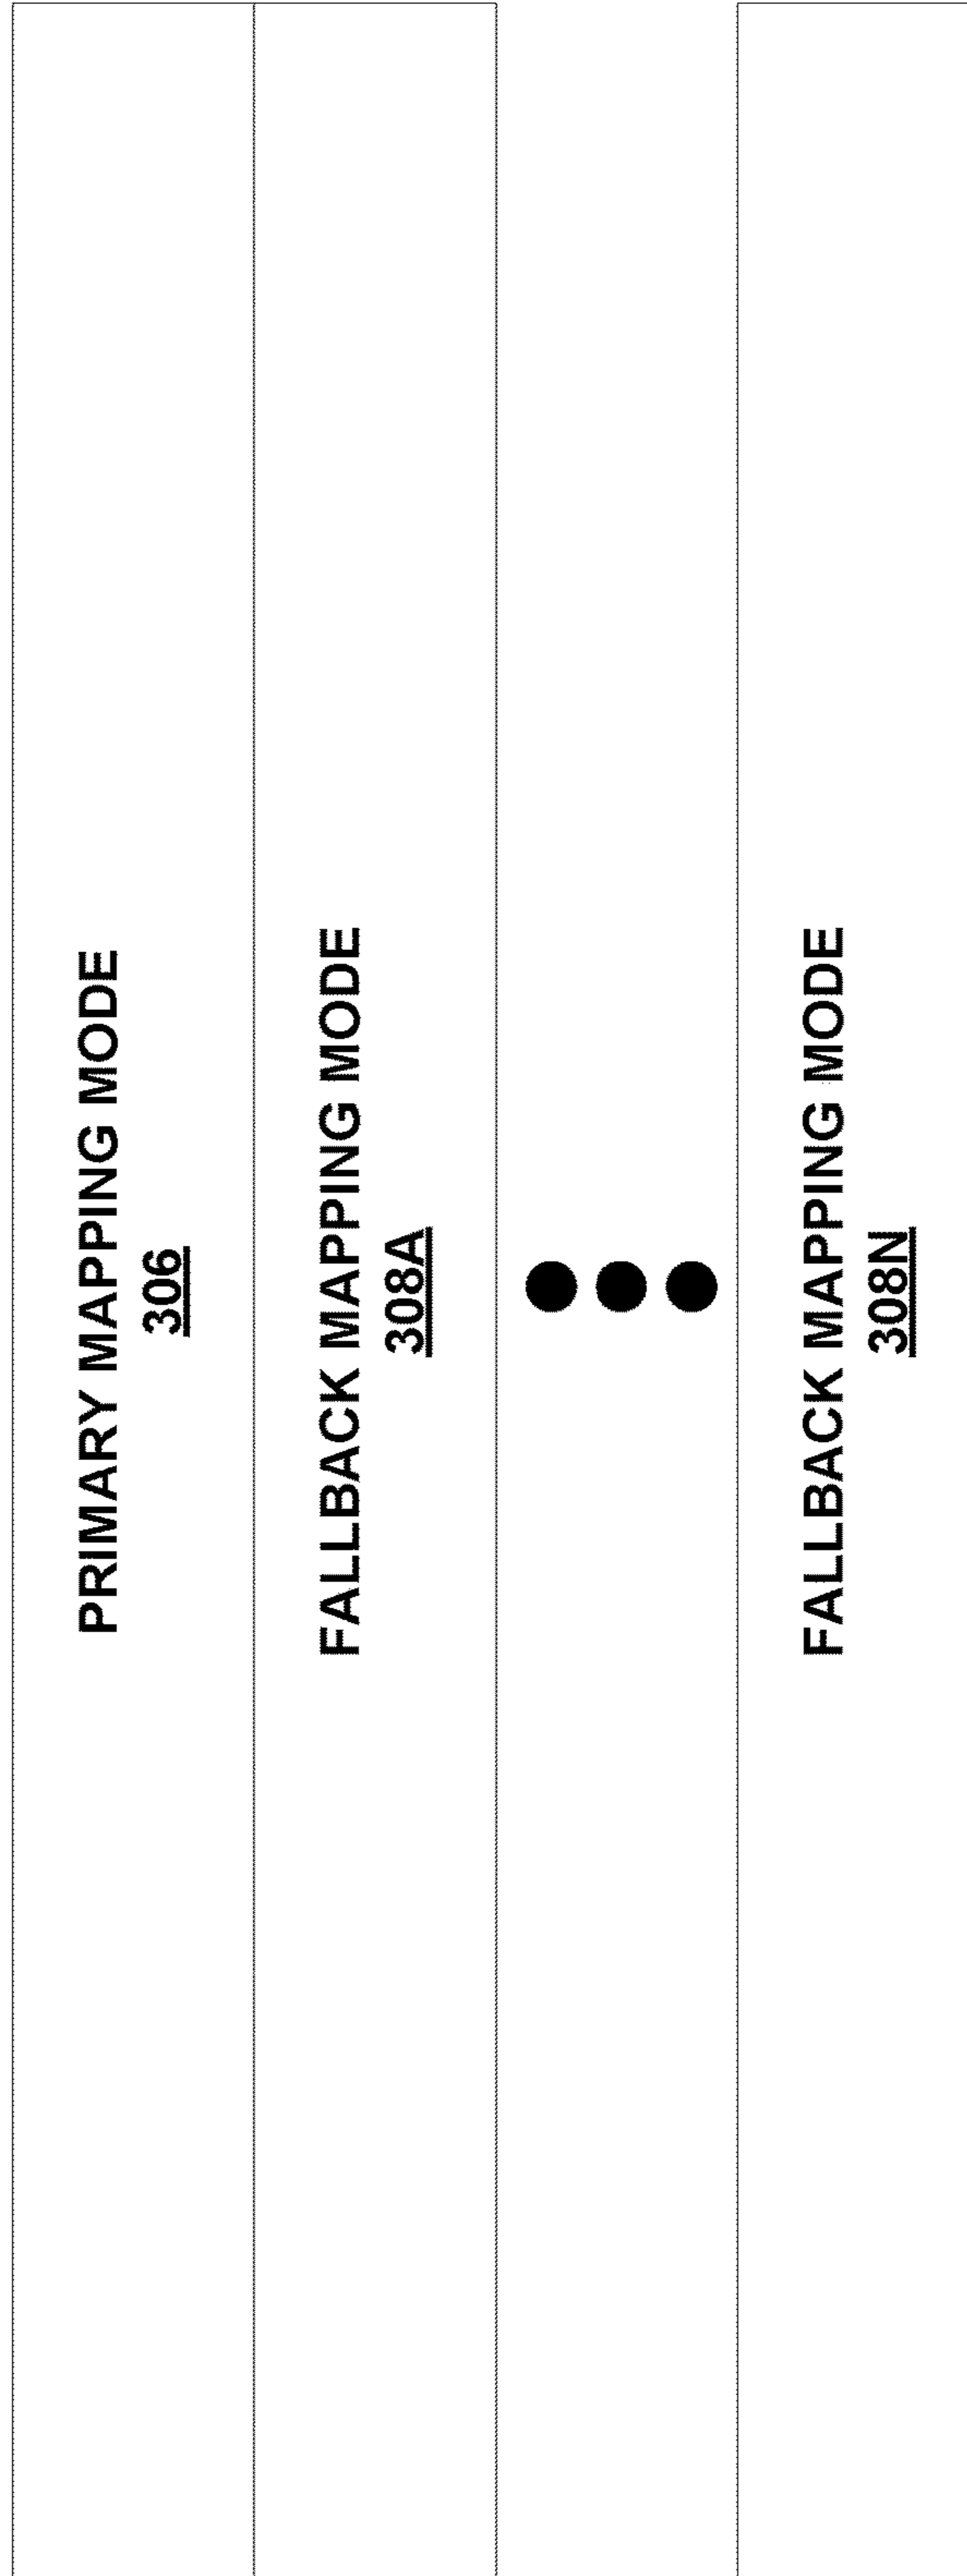 PRIMARY MAPPING MODE
306
FALLBACK MAPPING MODE
308A
FALLBACK MAPPING MODE
308N